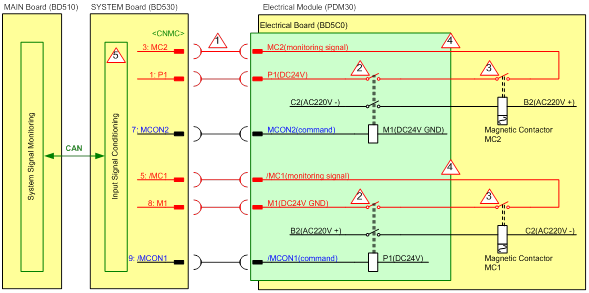 MAIN Board (BD510)
SYSTEM Board (BD530)
Electrical Module (PDM30)
Electrical Board (BD5C0)
<CNMC>
3: MC2
1
MC2(monitoring signal)
4
5
1: P1
P1(DC24V)
2
3
C2(AC220V -)
B2(AC220V +)
7: MCON2
/MCON2(command)
M1(DC24V GND)
Magnetic Contactor
MC2
System Signal Monitoring
CAN
Input Signal Conditioning
5: /MC1
/MC1(monitoring signal)
4
8: M1
M1(DC24V GND)
2
3
B2(AC220V +)
C2(AC220V -)
9: /MCON1
/MCON1(command)
P1(DC24V)
Magnetic Contactor
MC1